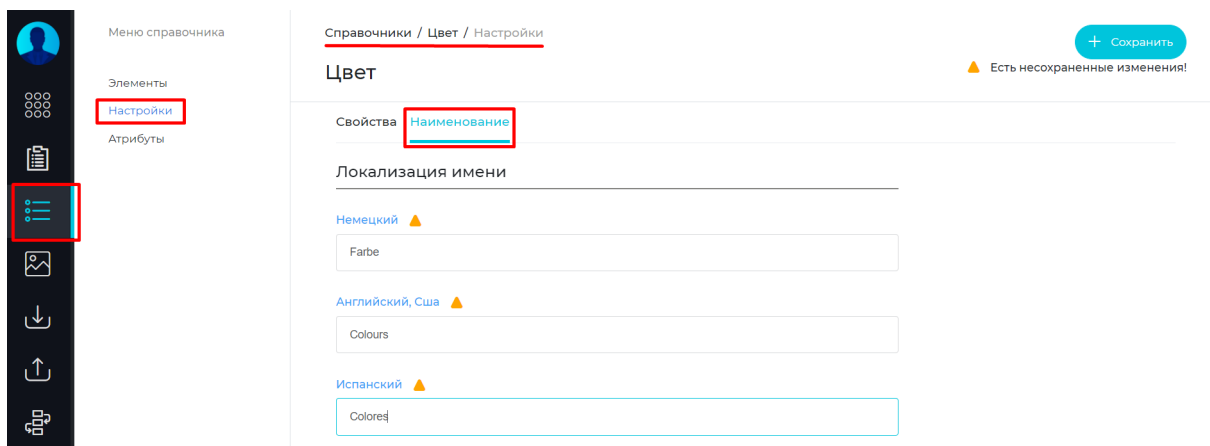 Меню справочника
Элементы
Настройки
Атрибуты
Справочники / Цвет / Настройки
Цвет
+ Сохранить
Есть несохраненные изменения!
Свойства Наименование
Локализация имени
Немецкий
Farbe
Английский, Сша
Colours
Испанский
Colores